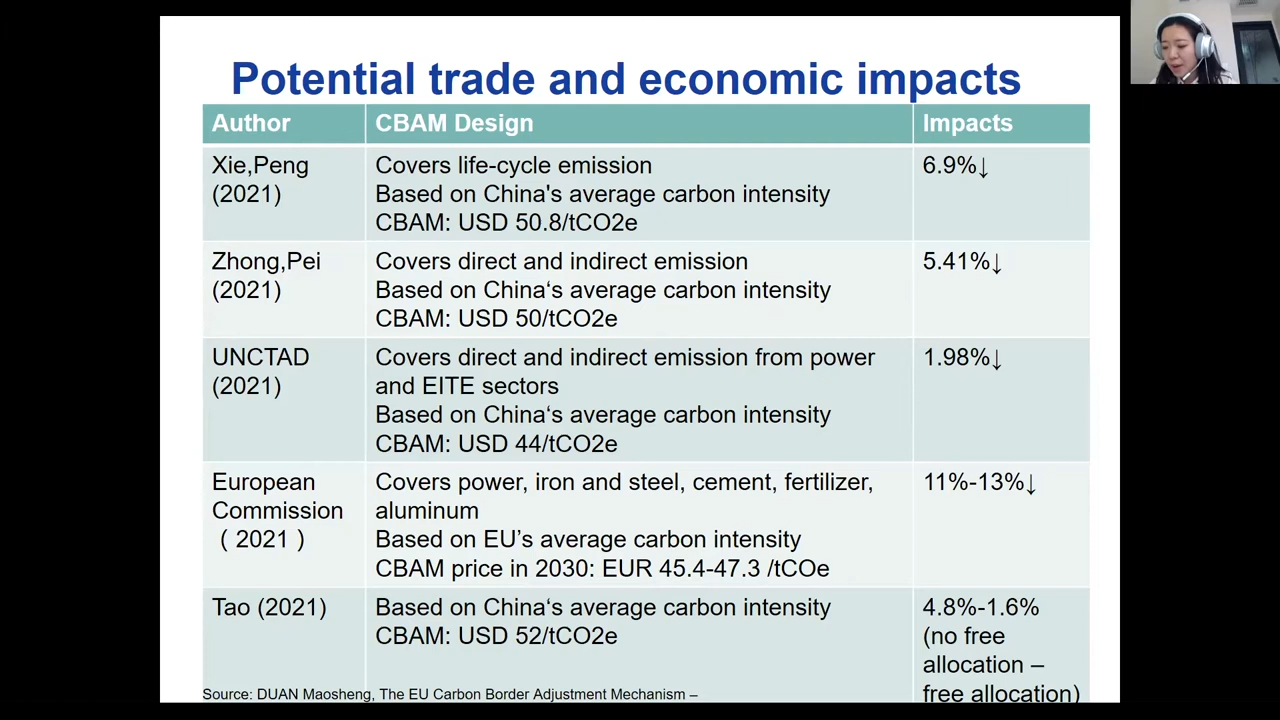 Potential trade and economic impacts
Author CBAM Design Impacts
Xie,Peng
(2021)
Covers life-cycle emission
Based on China's average carbon intensity
CBAM: USD 50.8/tCO2e
6.9%↓
Zhong,Pei
(2021)
Covers direct and indirect emission
Based on China‘s average carbon intensity
CBAM: USD 50/tCO2e
5.41%↓
UNCTAD
(2021)
Covers direct and indirect emission from power
and EITE sectors
Based on China‘s average carbon intensity
CBAM: USD 44/tCO2e
1.98%↓
European
Commission
（2021）
Covers power, iron and steel, cement, fertilizer,
aluminum
Based on EU’s average carbon intensity
CBAM price in 2030: EUR 45.4-47.3 /tCOe
11%-13%↓
Tao (2021)
Based on China‘s average carbon intensity
CBAM: USD 52/tCO2e
4.8%-1.6%
(no free
allocation –
free allocation)
Source: DUAN Maosheng, The EU Carbon Border Adjustment Mechanism –